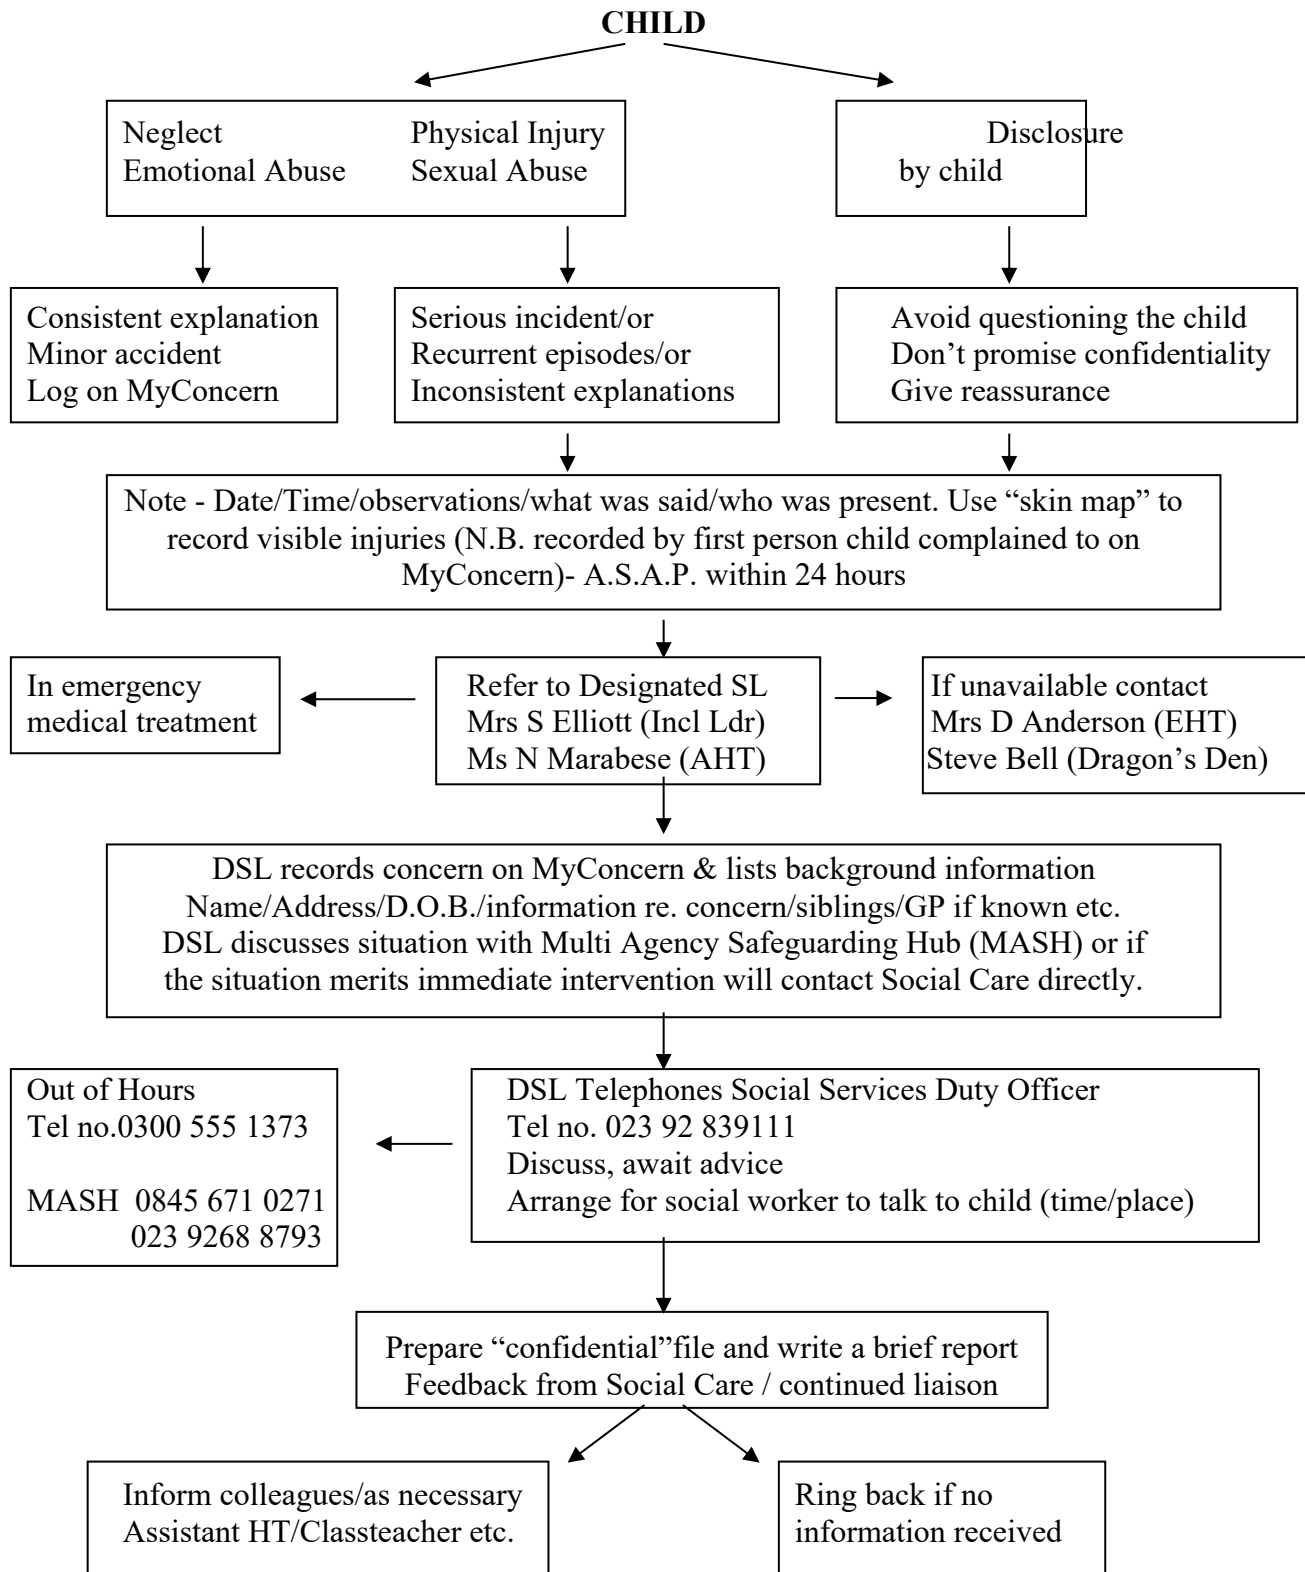 CHILD
Neglect Physical Injury
Emotional Abuse Sexual Abuse
Disclosure
by child
Consistent explanation
Minor accident
Log on MyConcern
Serious incident/or
Recurrent episodes/or
Inconsistent explanations
Avoid questioning the child
Don’t promise confidentiality
Give reassurance
Note - Date/Time/observations/what was said/who was present. Use “skin map” to
record visible injuries (N.B. recorded by first person child complained to on
MyConcern)- A.S.A.P. within 24 hours
In emergency
medical treatment
Refer to Designated SL
Mrs S Elliott (Incl Ldr)
Ms N Marabese (AHT)
If unavailable contact
Mrs D Anderson (EHT)
Steve Bell (Dragon’s Den)
DSL records concern on MyConcern & lists background information
Name/Address/D.O.B./information re. concern/siblings/GP if known etc.
DSL discusses situation with Multi Agency Safeguarding Hub (MASH) or if
the situation merits immediate intervention will contact Social Care directly.
Out of Hours
Tel no.0300 555 1373
MASH 0845 671 0271
023 9268 8793
DSL Telephones Social Services Duty Officer
Tel no. 023 92 839111
Discuss, await advice
Arrange for social worker to talk to child (time/place)
Prepare “confidential”file and write a brief report
Feedback from Social Care / continued liaison
Inform colleagues/as necessary
Assistant HT/Classteacher etc.
Ring back if no
information received